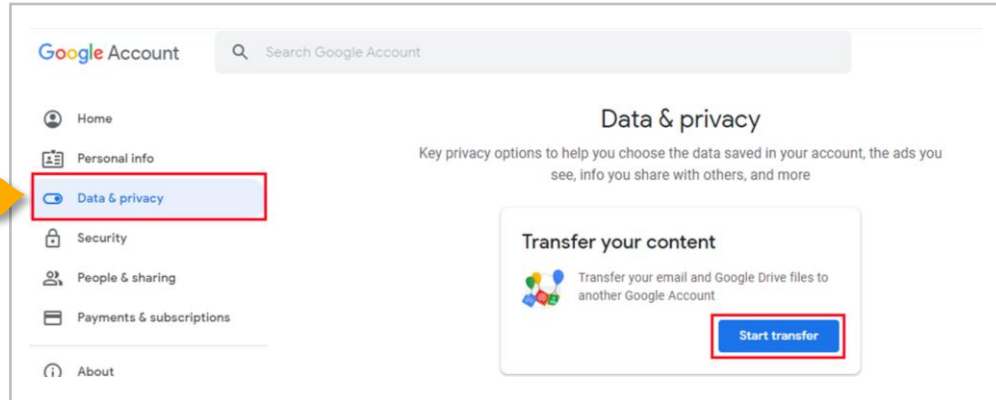 Google Account
Search Google Account
Home
Personal info
Data & privacy
Security
People & sharing
Payments & subscriptions
About
Data & privacy
Key privacy options to help you choose the data saved in your account, the ads you
see, info you share with others, and more
Transfer your content
Transfer your email and Google Drive files to
another Google Account
Start transfer